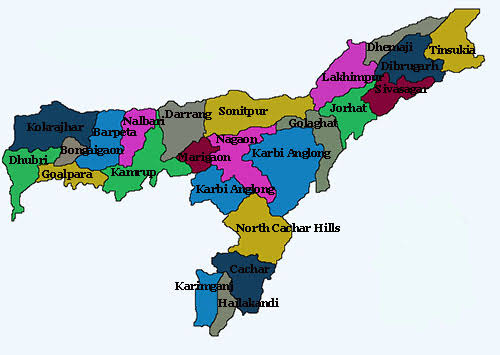 Dhemaji
Tinsukia
Dibrugarh
Lakhimpur
Sivasagar
Jorhat
Sonitpur
Darrang
Nalbari
Golaghat
Kokrajhar
Barpeta
Nagaon
Bongaigaon
Marigaon
Karbi Anglong
Dhubri
Goalpara
Kamrup
Karbi Anglong
North Cachar Hills
Cachar
Karimganj
Hailakandi